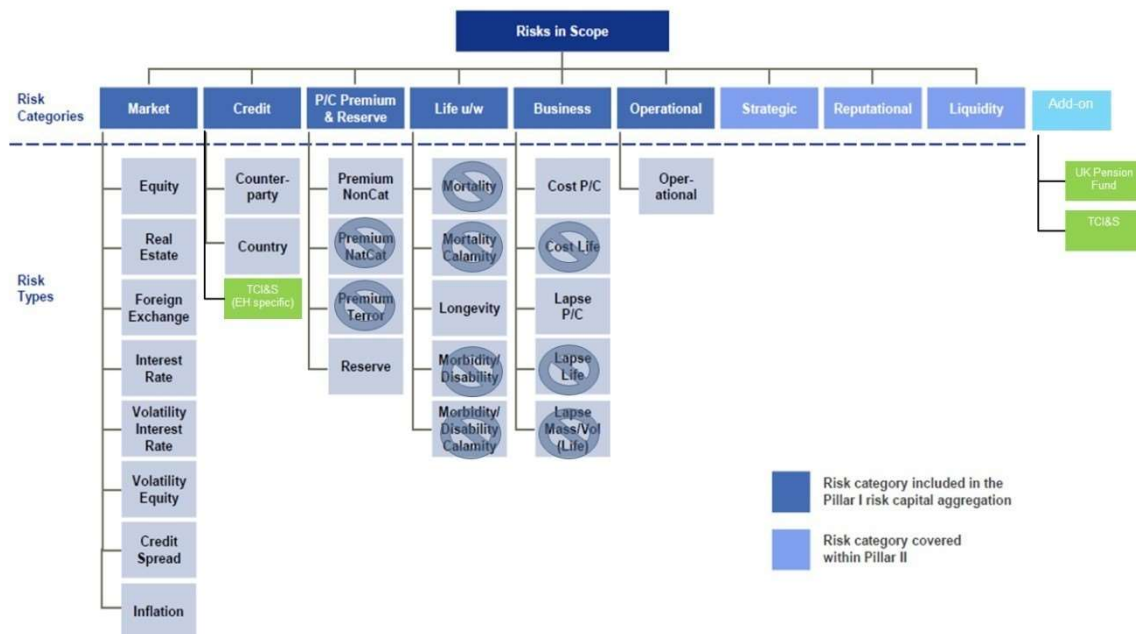 Risks in Scope
Risk
Categories
Market
Credit
P/C Premium
& Reserve
Life u/w
Business
Operational
Strategic
Reputational
Liquidity
Add-on
Risk
Types
Equity
Real
Estate
Foreign
Exchange
Interest
Rate
Volatility
Interest
Rate
Volatility
Equity
Credit
Spread
Inflation
Counter-
party
Country
TCI&S
(EH specific)
Premium
NonCat
Premium
NatCat
Premium
Terror
Reserve
Mortality
Mortality
Calamity
Longevity
Morbidity/
Disability
Morbidity/
Disability
Calamity
Cost P/C
Cost Life
Lapse
P/C
Lapse
Life
Lapse
Mass/Vol
(Life)
Oper-
ational
UK Pension
Fund
TCI&S
Risk category included in the
Pillar I risk capital aggregation
Risk category covered
within Pillar II